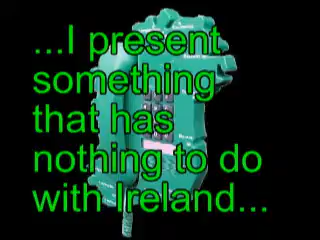 ...I present
something
that has
nothing to do
with Ireland...